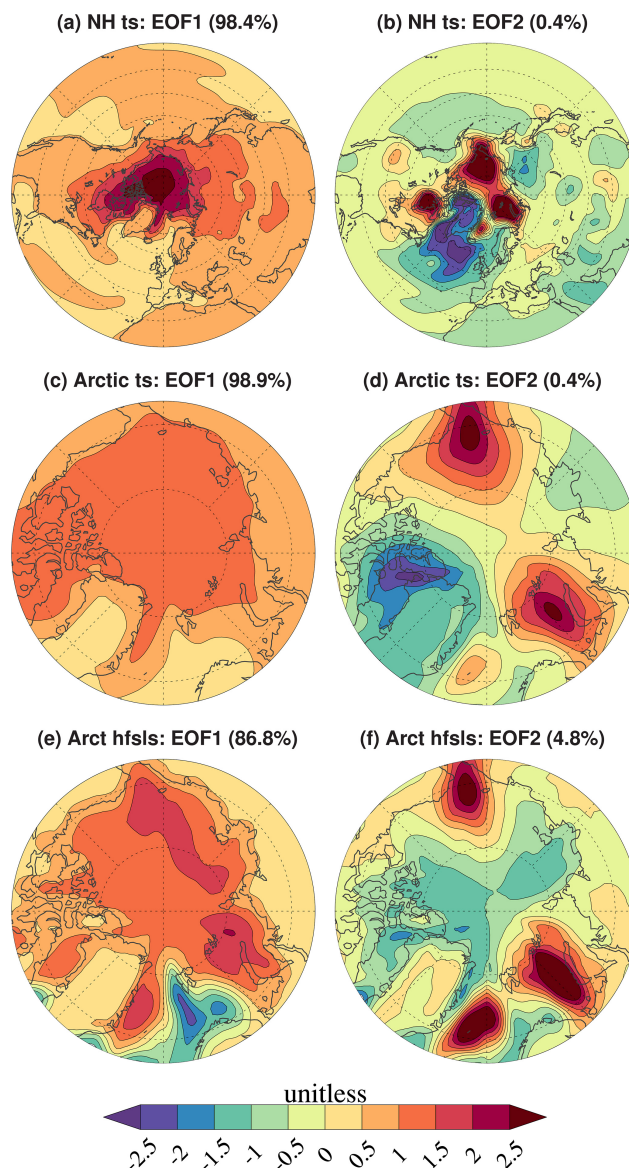 (a) NH ts: EOF1 (98.4%)
(b) NH ts: EOF2 (0.4%)
(c) Arctic ts: EOF1 (98.9%)
(d) Arctic ts: EOF2 (0.4%)
(e) Arct hfsls: EOF1 (86.8%)
(f) Arct hfsls: EOF2 (4.8%)
unitless
-2.5 -2 -1.5 -1 -0.5 0 0.5 1 1.5 2 2.5